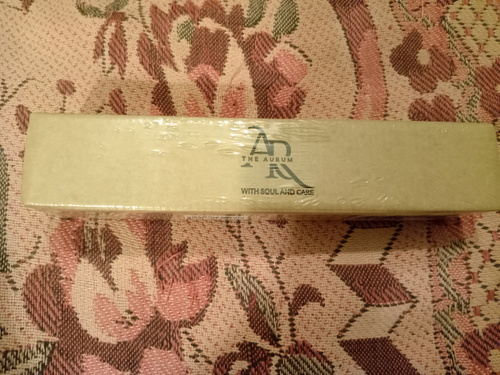 AR
THE AURUM
WITH SOUL AND CARE